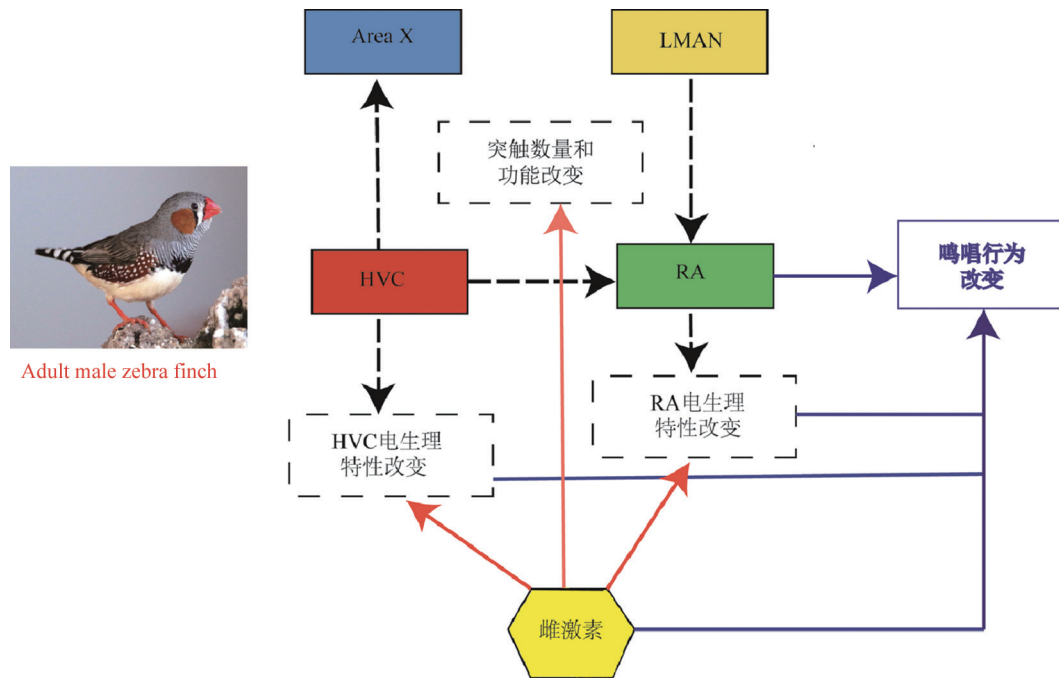 Area X
LMAN
突触数量和
功能改变
HVC
RA
鸣唱行为
改变
Adult male zebra finch
HVC电生理
特性改变
RA电生理
特性改变
雌激素